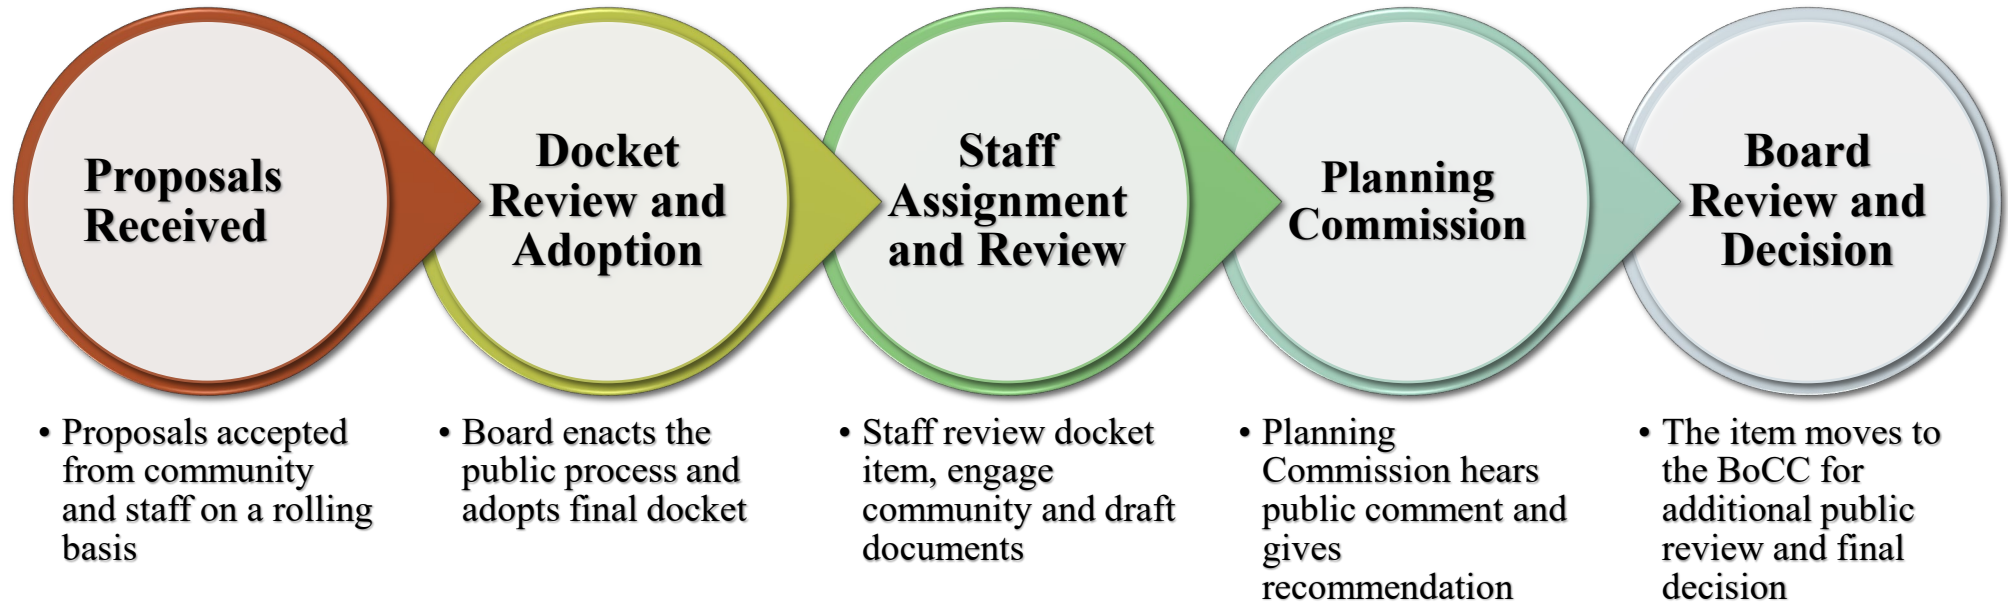 Proposals
Received
Docket
Review and
Adoption
Staff
Assignment
and Review
Planning
Commission
Board
Review and
Decision
• Proposals accepted
from community
and staff on a rolling
basis
• Board enacts the
public process and
adopts final docket
• Staff review docket
item, engage
community and draft
documents
• Planning
Commission hears
public comment and
gives
recommendation
• The item moves to
the BoCC for
additional public
review and final
decision